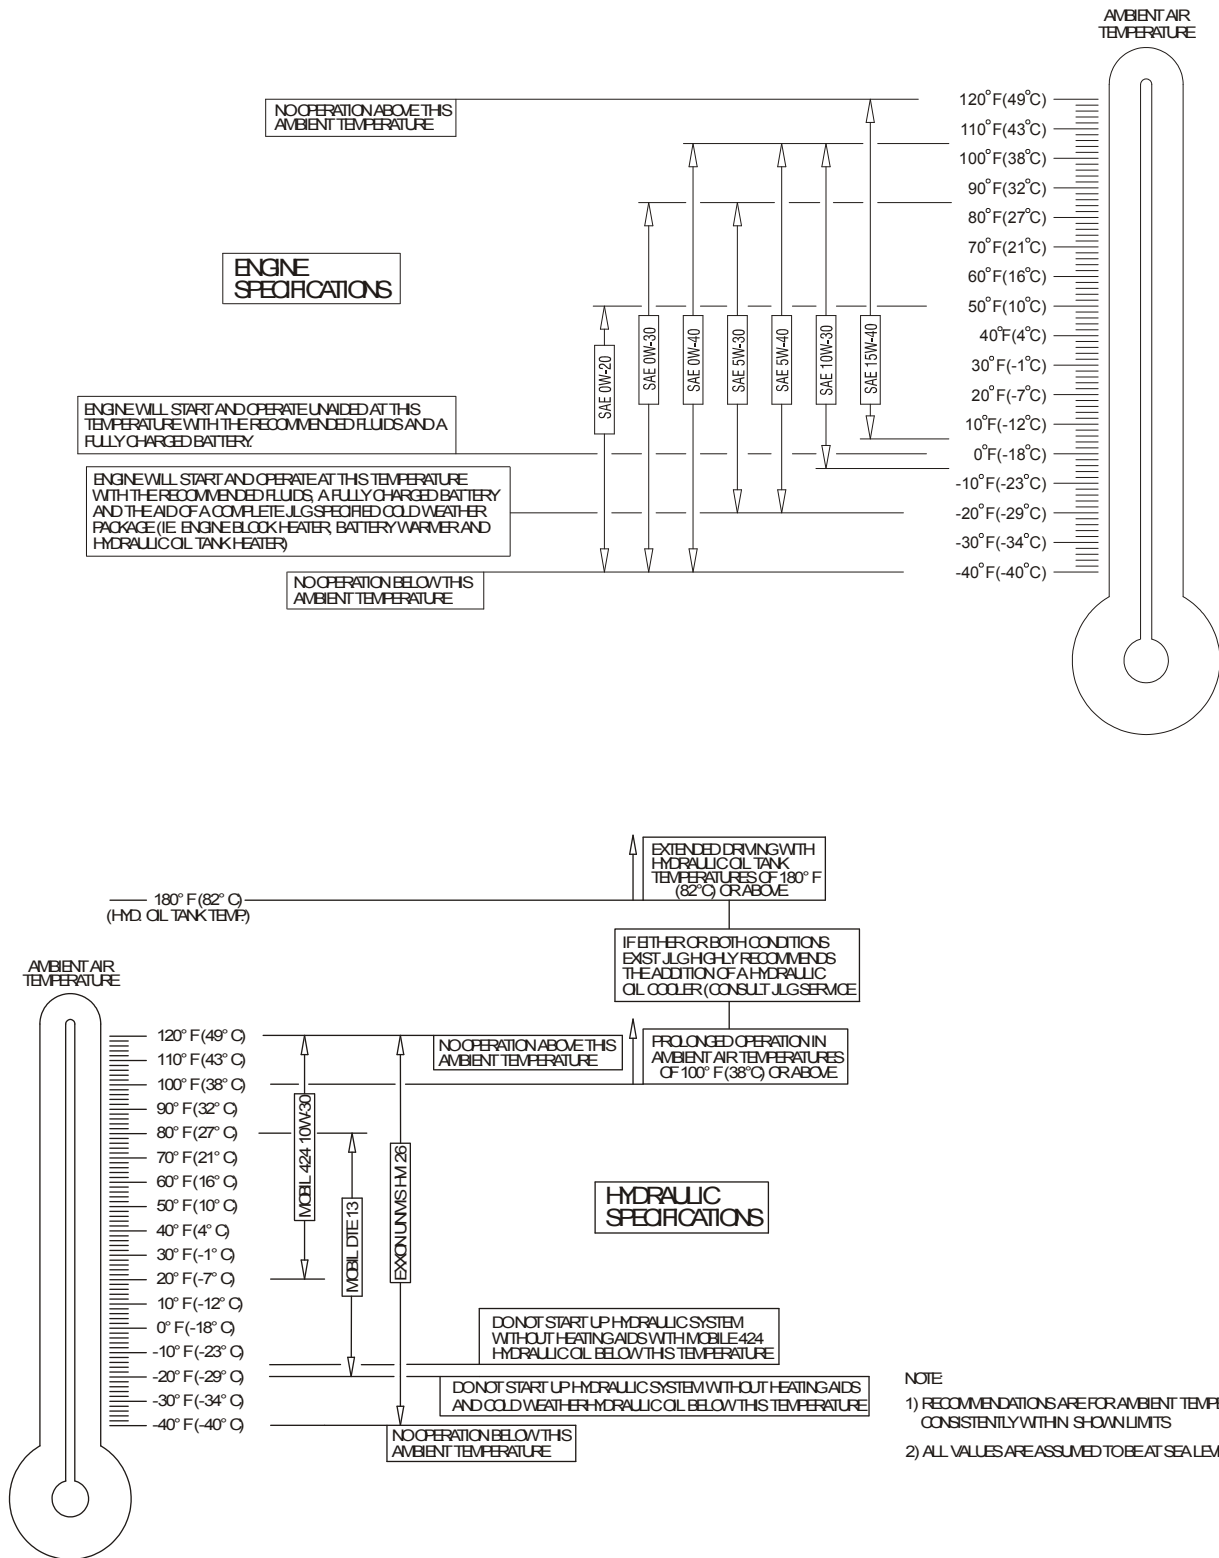 AMBIENT AIR
TEMPERATURE
120°F(49°C)
110°F(43°C)
100°F(38°C)
90°F(32°C)
80°F(27°C)
70°F(21°C)
60°F(16°C)
50°F(10°C)
40°F(4°C)
30°F(-1°C)
20°F(-7°C)
10°F(-12°C)
0°F(-18°C)
-10°F(-23°C)
-20°F(-29°C)
-30°F(-34°C)
-40°F(-40°C)
NO OPERATION ABOVE THIS
AMBIENT TEMPERATURE
ENGINE
SPECIFICATIONS
SAE 0W-20
SAE 0W-30
SAE 0W-40
SAE 5W-30
SAE 5W-40
SAE 10W-30
SAE 15W-40
ENGINE WILL START AND OPERATE UNAIDED AT THIS
TEMPERATURE WITH THE RECOMMENDED FLUIDS AND A
FULLY CHARGED BATTERY.
ENGINE WILL START AND OPERATE AT THIS TEMPERATURE
WITH THE RECOMMENDED FLUIDS, A FULLY CHARGED BATTERY
AND THE AID OF A COMPLETE JLG SPECIFIED COLD WEATHER
PACKAGE (IE. ENGINE BLOCK HEATER, BATTERY WARMER AND
HYDRAULIC OIL TANK HEATER)
NO OPERATION BELOW THIS
AMBIENT TEMPERATURE
EXTENDED DRIVING WITH
HYDRAULIC OIL TANK
TEMPERATURES OF 180° F
(82°C) OR ABOVE
180° F (82° C)
(HYD. OIL TANK TEMP.)
IF EITHER OR BOTH CONDITIONS
EXIST JLG HIGHLY RECOMMENDS
THE ADDITION OF A HYDRAULIC
OIL COOLER (CONSULT JLG SERVICE
AMBIENT AIR
TEMPERATURE
120° F (49° C)
110° F (43° C)
100° F (38° C)
90° F (32° C)
80° F (27° C)
70° F (21° C)
60° F (16° C)
50° F (10° C)
40° F (4° C)
30° F (-1° C)
20° F (-7° C)
10° F (-12° C)
0° F (-18° C)
-10° F (-23° C)
-20° F (-29° C)
-30° F (-34° C)
-40° F (-40° C)
NO OPERATION ABOVE THIS
AMBIENT TEMPERATURE
PROLONGED OPERATION IN
AMBIENT AIR TEMPERATURES
OF 100° F (38°C) OR ABOVE
MOBIL 424 10W-30
MOBIL DTE 13
EXXON UNIVIS HVI 26
HYDRAULIC
SPECIFICATIONS
DO NOT START UP HYDRAULIC SYSTEM
WITHOUT HEATING AIDS WITH MOBILE 424
HYDRAULIC OIL BELOW THIS TEMPERATURE
DO NOT START UP HYDRAULIC SYSTEM WITHOUT HEATING AIDS
AND COLD WEATHER HYDRAULIC OIL BELOW THIS TEMPERATURE
NO OPERATION BELOW THIS
AMBIENT TEMPERATURE
NOTE:
1) RECOMMENDATIONS ARE FOR AMBIENT
CONSISTENTLY WITHIN SHOWN LIMITS
2) ALL VALUES ARE ASSUMED TO BE AT SEA